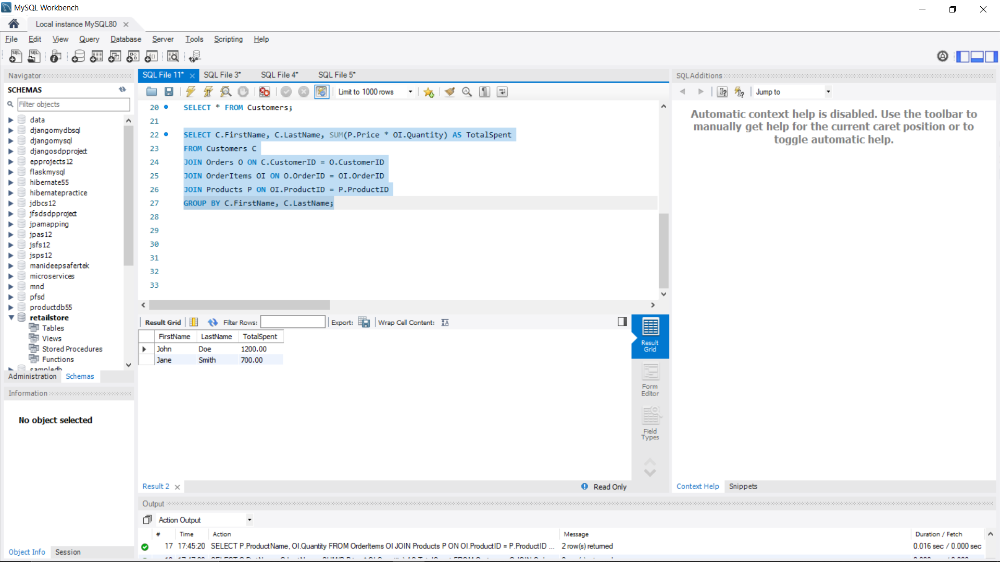 MySQL Workbench
Local instance MySQL80
File Edit View Query Database Server Tools Scripting Help
Navigator
SCHEMAS
Filter objects
data
djangomydbsql
djangomysql
djangosdpproject
epprojects12
flaskmysql
hibernate55
hibernatepractice
jdbcs12
jfsdsdpproject
jpamapping
jpas12
jsfs12
jsps12
manideepsafertek
microservices
mnd
pfsd
productdb55
retailstore
Tables
Views
Stored Procedures
Functions
sampledb
Administration Schemas
Information
No object selected
Object Info Session
SQL File 11* SQL File 3* SQL File 4* SQL File 5*
Limit to 1000 rows
20 SELECT * FROM Customers;
21
22 SELECT C.FirstName, C.LastName, SUM(P.Price * OI.Quantity) AS TotalSpent
23 FROM Customers C
24 JOIN Orders O ON C.CustomerID = O.CustomerID
25 JOIN OrderItems OI ON O.OrderID = OI.OrderID
26 JOIN Products P ON OI.ProductID = P.ProductID
27 GROUP BY C.FirstName, C.LastName;
28
29
30
31
32
33
Result Grid Filter Rows: Export: Wrap Cell Content:
FirstName LastName TotalSpent
John Doe 1200.00
Jane Smith 700.00
Result Grid
Form Editor
Field Types
Result 2 Read Only
SQLAdditions
Jump to
Automatic context help is disabled. Use the toolbar to
manually get help for the current caret position or to
toggle automatic help.
Context Help Snippets
Output
Action Output
# Time Action Message Duration / Fetch
17 17:45:20 SELECT P.ProductName, OI.Quantity FROM OrderItems OI JOIN Products P ON OI.ProductID = P.ProductID ... 2 row(s) returned 0.016 sec / 0.000 sec